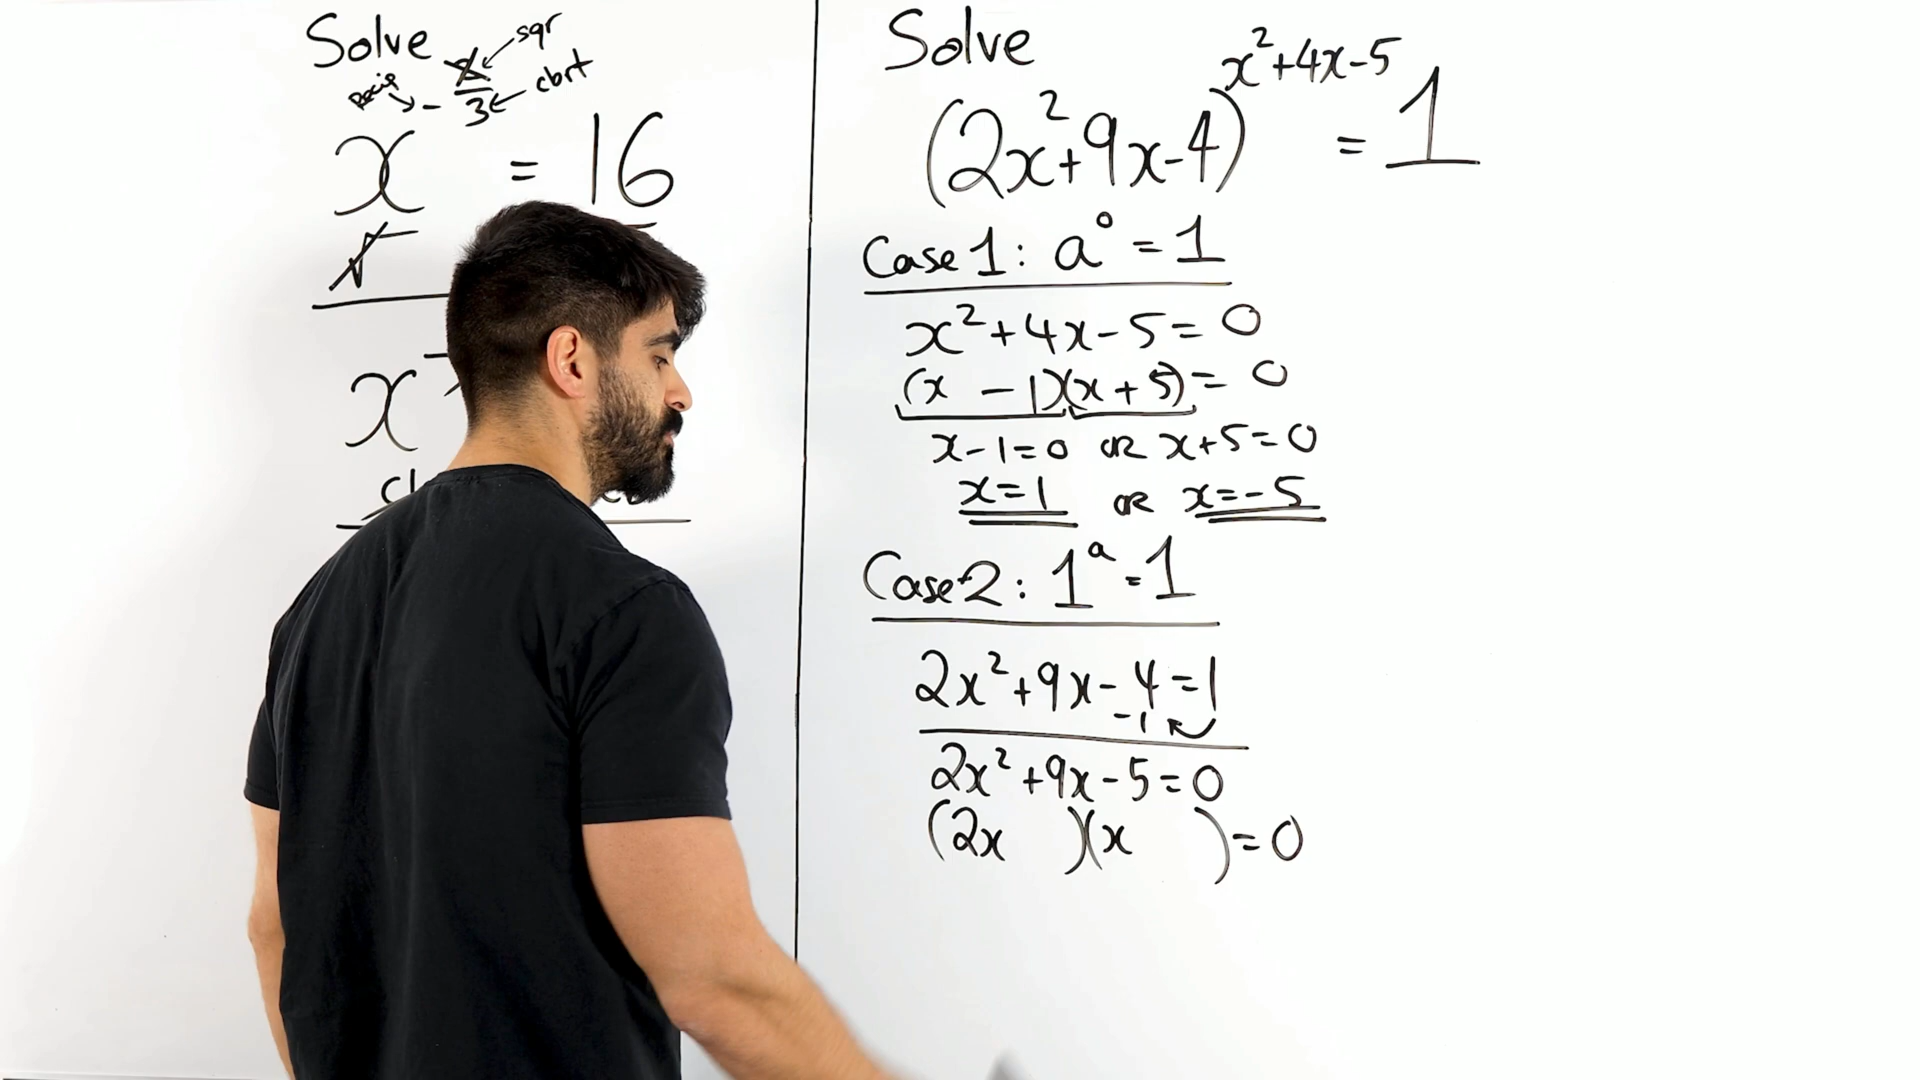 Solve
sqr
Recip
- 2/3
cbrt
x = 16
√
x -
Solve
(2x²+9x-4)^(x²+4x-5) = 1
Case 1: a⁰ = 1
x²+4x-5=0
(x -1)(x+5)=0
x-1=0 OR x+5=0
x=1 or x=-5
Case 2: 1ᵃ=1
2x²+9x-4=1
-1
2x²+9x-5=0
(2x )(x )=0